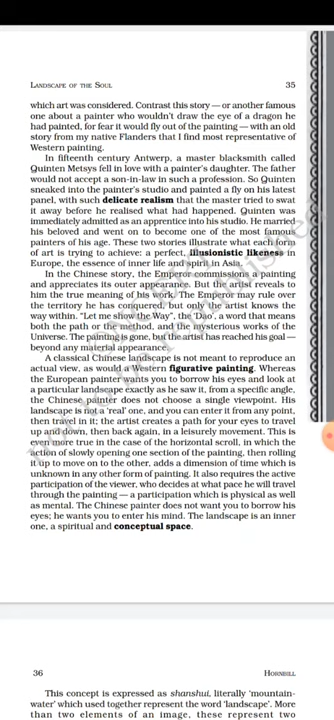 LANDSCAPE OF THE SOUL 35
which art was considered. Contrast this story — or another famous
one about a painter who wouldn't draw the eye of a dragon he
had painted, for fear it would fly out of the painting — with an old
story from my native Flanders that I find most representative of
Western painting.
In fifteenth century Antwerp, a master blacksmith called
Quinten Metsys fell in love with a painter's daughter. The father
would not accept a son-in-law in such a profession. So Quinten
sneaked into the painter's studio and painted a fly on his latest
panel, with such delicate realism that the master tried to swat
it away before he realised what had happened. Quinten was
immediately admitted as an apprentice into his studio. He married
his beloved and went on to become one of the most famous
painters of his age. These two stories illustrate what each form
of art is trying to achieve: a perfect, illusionistic likeness in
Europe, the essence of inner life and spirit in Asia.
In the Chinese story, the Emperor commissions a painting
and appreciates its outer appearance. But the artist reveals to
him the true meaning of his work. The Emperor may rule over
the territory he has conquered, but only the artist knows the
way within. "Let me show the Way", the 'Dao', a word that means
both the path or the method, and the mysterious works of the
Universe. The painting is gone, but the artist has reached his goal —
beyond any material appearance.
A classical Chinese landscape is not meant to reproduce an
actual view, as would a Western figurative painting. Whereas
the European painter wants you to borrow his eyes and look at
a particular landscape exactly as he saw it, from a specific angle,
the Chinese painter does not choose a single viewpoint. His
landscape is not a 'real' one, and you can enter it from any point,
then travel in it; the artist creates a path for your eyes to travel
up and down, then back again, in a leisurely movement. This is
even more true in the case of the horizontal scroll, in which the
action of slowly opening one section of the painting, then rolling
it up to move on to the other, adds a dimension of time which is
unknown in any other form of painting. It also requires the active
participation of the viewer, who decides at what pace he will travel
through the painting — a participation which is physical as well
as mental. The Chinese painter does not want you to borrow his
eyes; he wants you to enter his mind. The landscape is an inner
one, a spiritual and conceptual space.
36 HORNBILL
This concept is expressed as shanshui, literally 'mountain-
water' which used together represent the word 'landscape'. More
than two elements of an image, these represent two